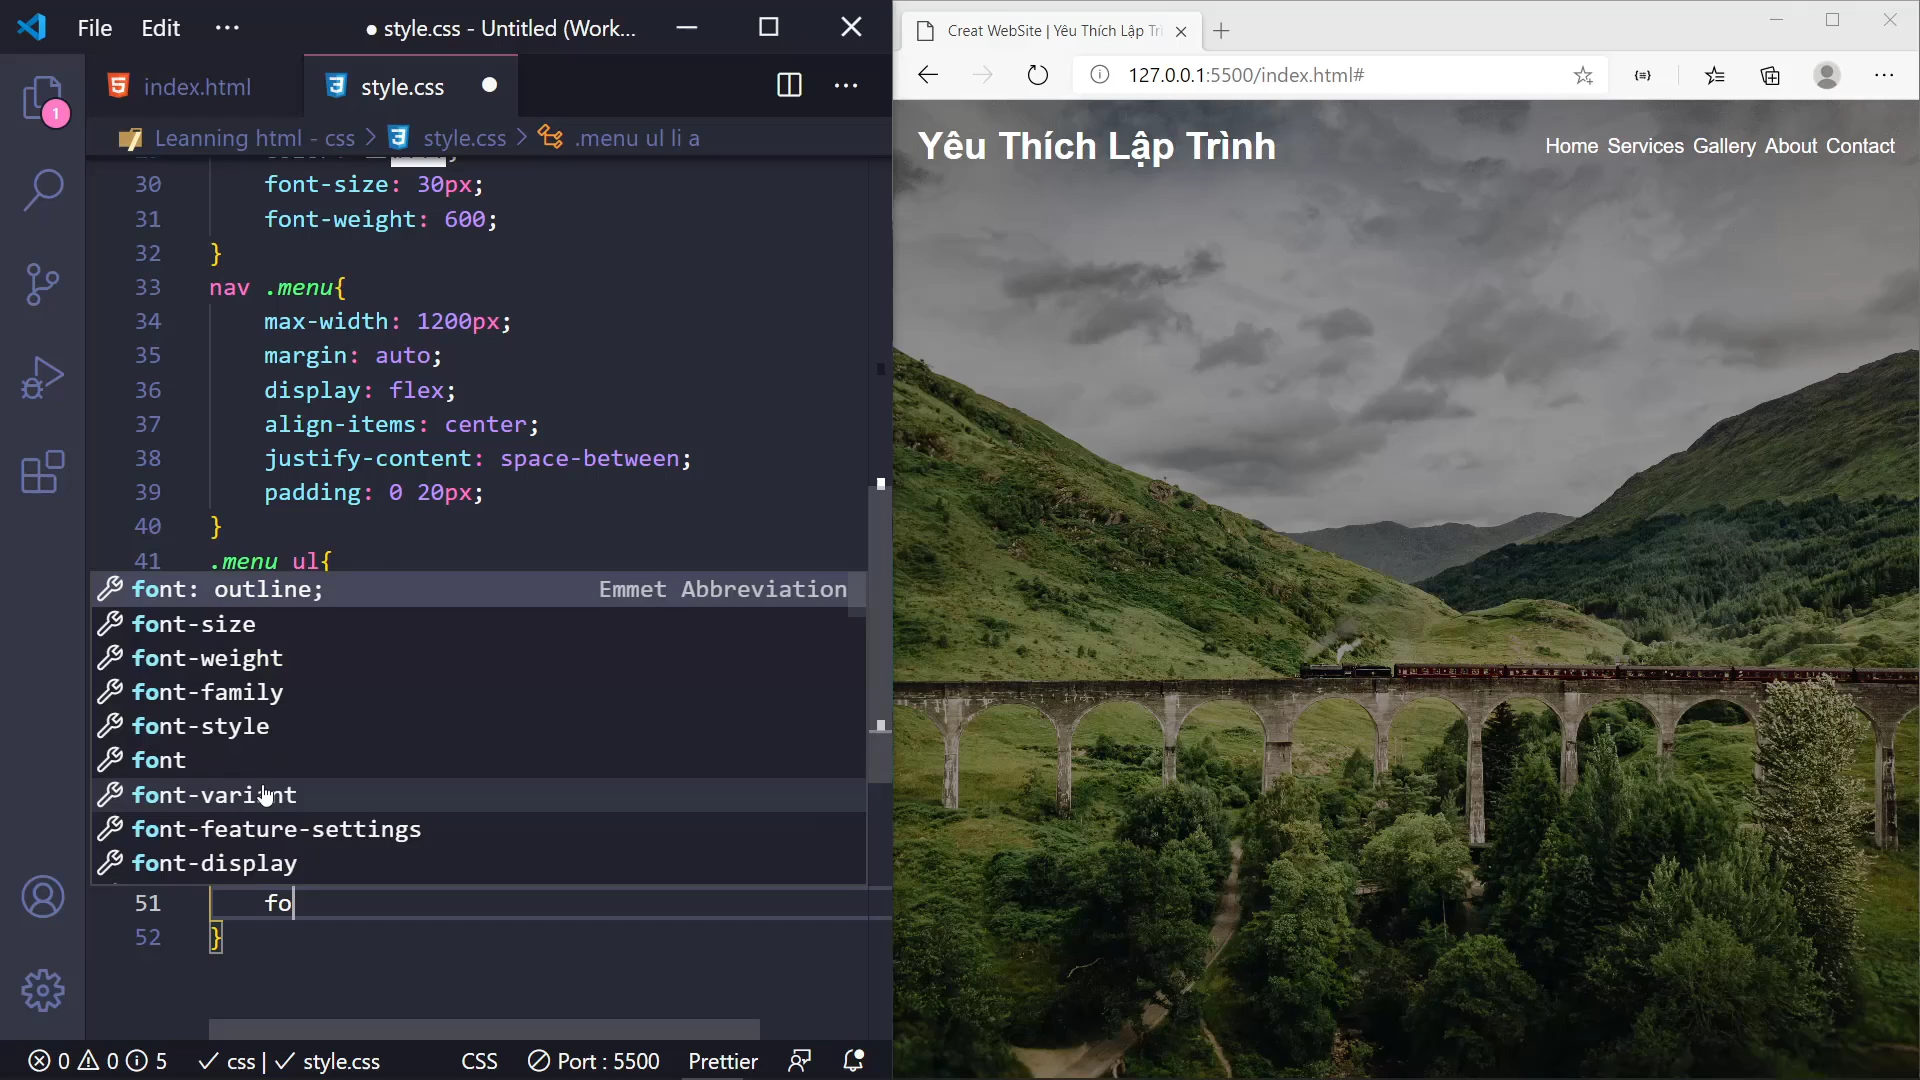 File Edit ···
● style.css - Untitled (Work...
index.html
style.css
Leanning html - css > style.css > .menu ul li a
30 font-size: 30px;
31 font-weight: 600;
32 }
33 nav .menu{
34 max-width: 1200px;
35 margin: auto;
36 display: flex;
37 align-items: center;
38 justify-content: space-between;
39 padding: 0 20px;
40 }
41 .menu ul{
font: outline; Emmet Abbreviation
font-size
font-weight
font-family
font-style
font
font-variant
font-feature-settings
font-display
51 fo
52 }
1
0 0 5 css | style.css CSS Port : 5500 Prettier
Creat WebSite | Yêu Thích Lập Tr
127.0.0.1:5500/index.html#
Yêu Thích Lập Trình
Home Services Gallery About Contact